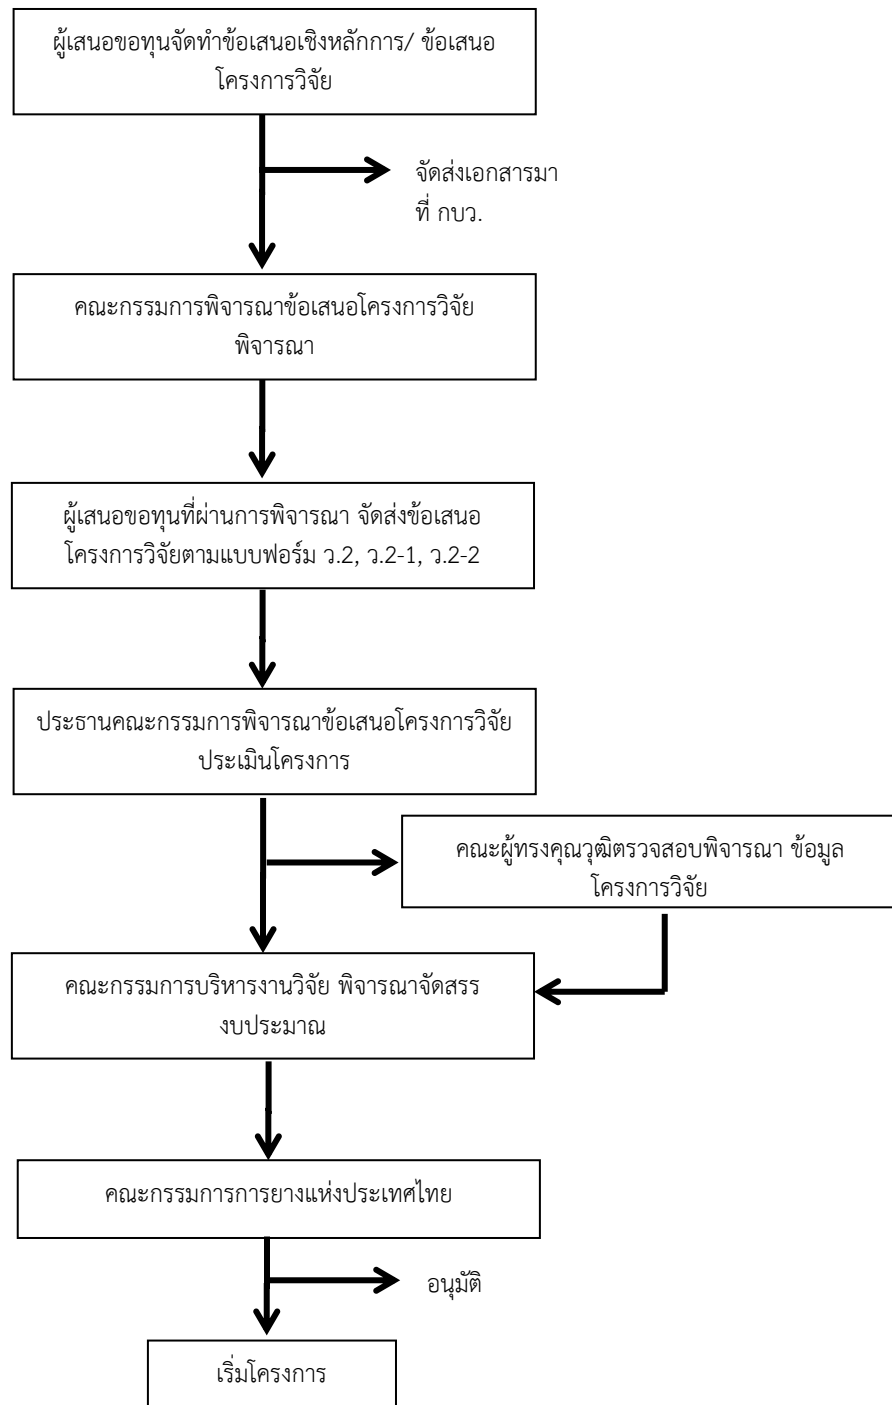 ผู้เสนอขอทุนจัดทำข้อเสนอเชิงหลักการ/ ข้อเสนอ
โครงการวิจัย
จัดส่งเอกสารมา
ที่ กบว.
คณะกรรมการพิจารณาข้อเสนอโครงการวิจัย
พิจารณา
ผู้เสนอขอทุนที่ผ่านการพิจารณา จัดส่งข้อเสนอ
โครงการวิจัยตามแบบฟอร์ม ว.2, ว.2-1, ว.2-2
ประธานคณะกรรมการพิจารณาข้อเสนอโครงการวิจัย
ประเมินโครงการ
คณะผู้ทรงคุณวุฒิตรวจสอบพิจารณา ข้อมูล
โครงการวิจัย
คณะกรรมการบริหารงานวิจัย พิจารณาจัดสรร
งบประมาณ
คณะกรรมการการยางแห่งประเทศไทย
อนุมัติ
เริ่มโครงการ